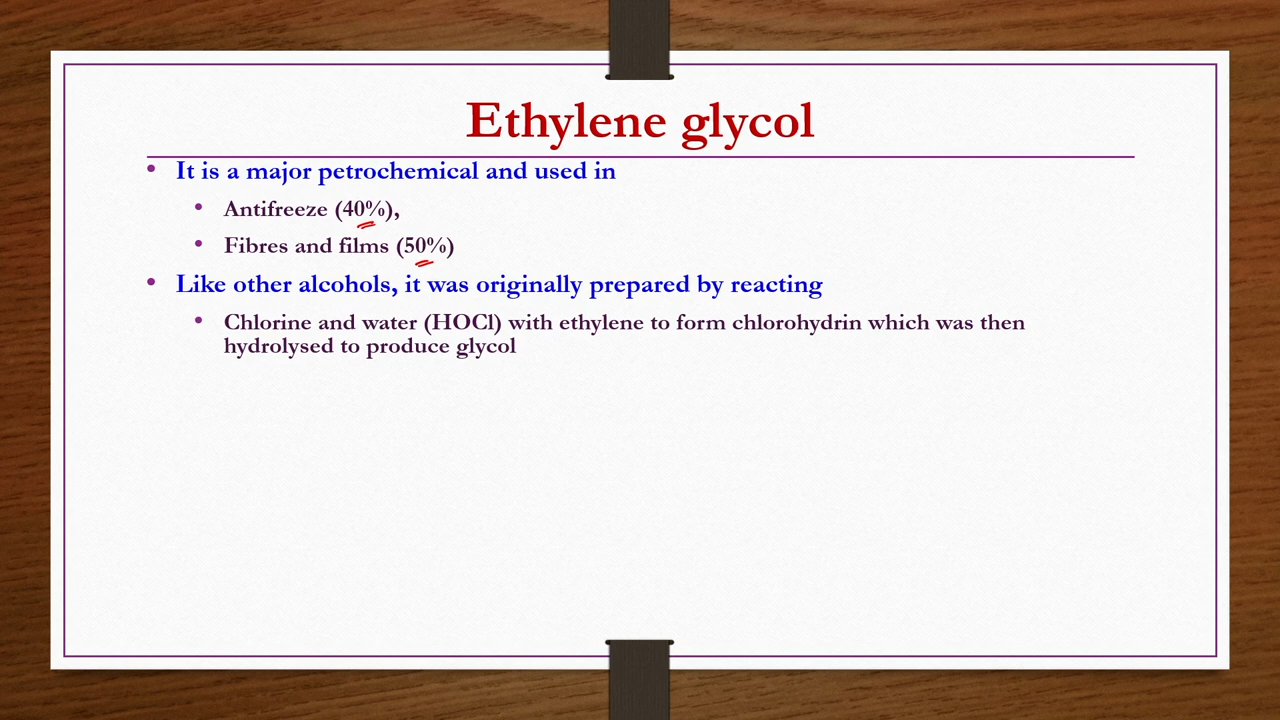 Ethylene glycol
• It is a major petrochemical and used in
• Antifreeze (40%),
• Fibres and films (50%)
• Like other alcohols, it was originally prepared by reacting
• Chlorine and water (HOCl) with ethylene to form chlorohydrin which was then
hydrolysed to produce glycol